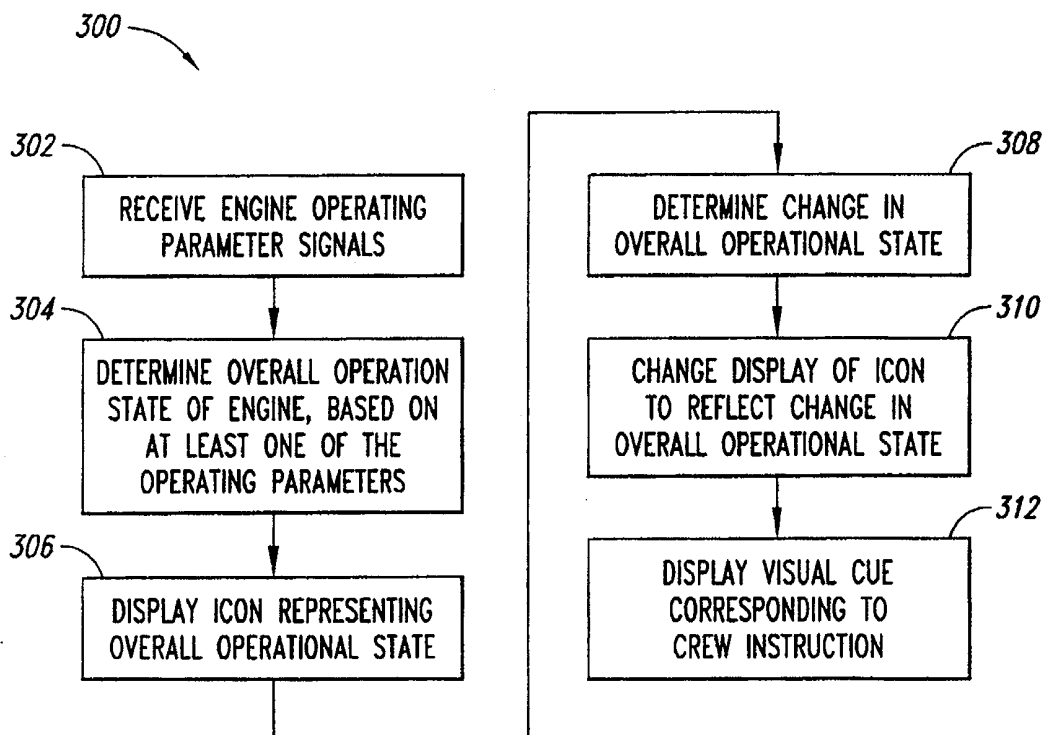 300
302
RECEIVE ENGINE OPERATING
PARAMETER SIGNALS
304
DETERMINE OVERALL OPERATION
STATE OF ENGINE, BASED ON
AT LEAST ONE OF THE
OPERATING PARAMETERS
306
DISPLAY ICON REPRESENTING
OVERALL OPERATIONAL STATE
308
DETERMINE CHANGE IN
OVERALL OPERATIONAL STATE
310
CHANGE DISPLAY OF ICON
TO REFLECT CHANGE IN
OVERALL OPERATIONAL STATE
312
DISPLAY VISUAL CUE
CORRESPONDING TO
CREW INSTRUCTION